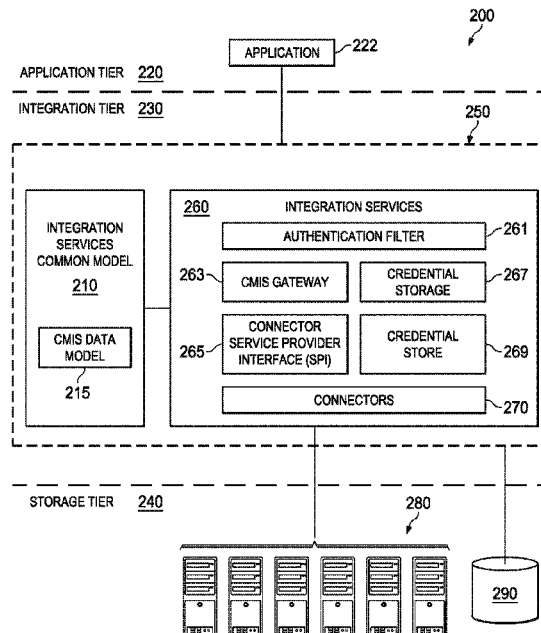 200
APPLICATION
222
APPLICATION TIER 220
INTEGRATION TIER 230
250
INTEGRATION
SERVICES
COMMON MODEL
210
CMIS DATA
MODEL
215
260
INTEGRATION SERVICES
AUTHENTICATION FILTER
261
263
CMIS GATEWAY
CREDENTIAL
STORAGE
267
265
CONNECTOR
SERVICE PROVIDER
INTERFACE (SPI)
CREDENTIAL
STORE
269
CONNECTORS
270
STORAGE TIER 240
280
290